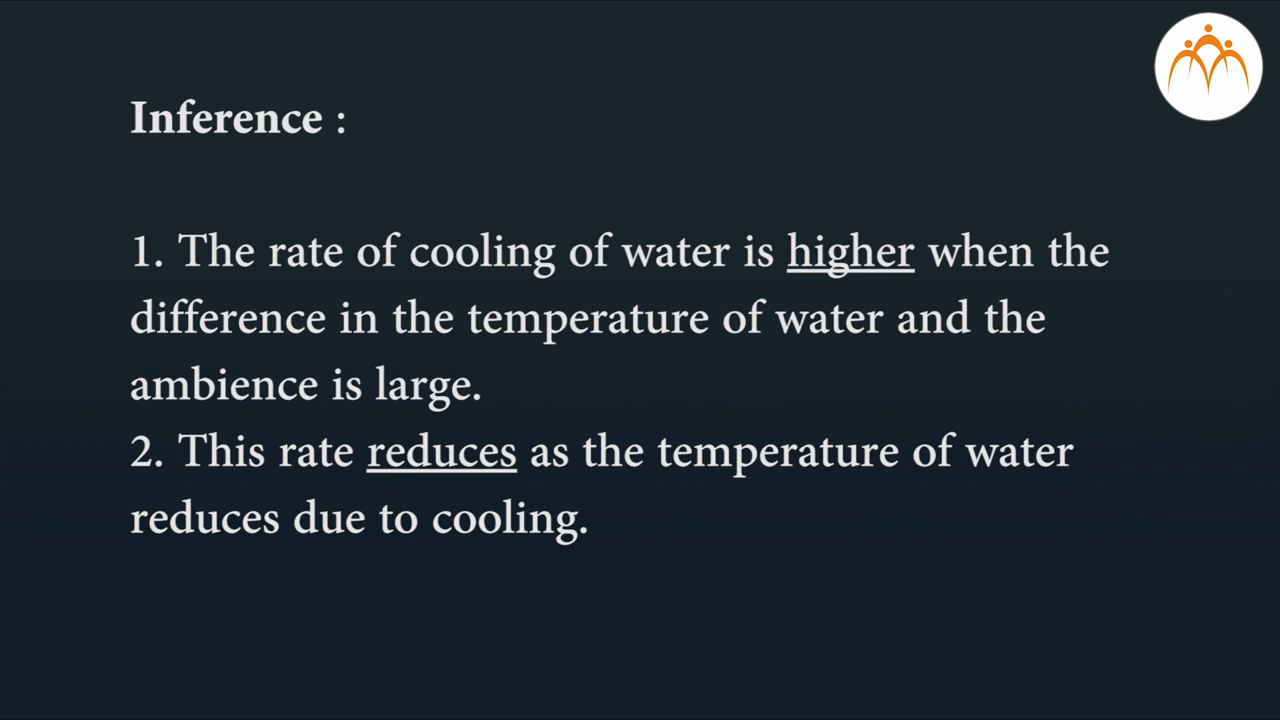 Inference :
1. The rate of cooling of water is higher when the
difference in the temperature of water and the
ambience is large.
2. This rate reduces as the temperature of water
reduces due to cooling.